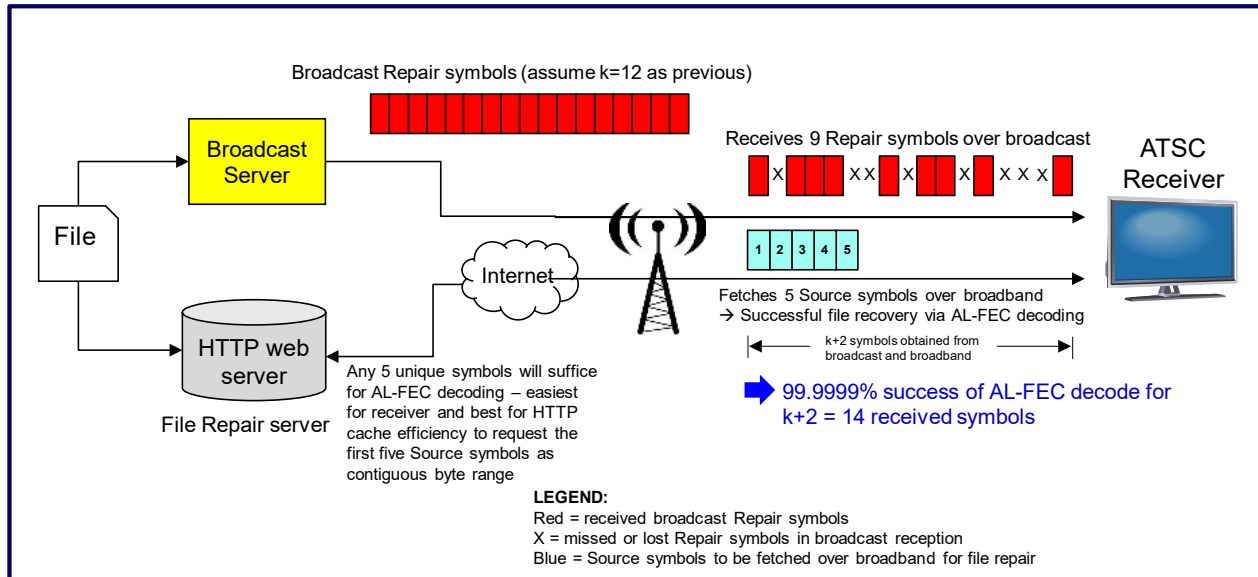 Broadcast Repair symbols (assume k=12 as previous)
Broadcast
Server
Receives 9 Repair symbols over broadcast
X X X X X X X X X
ATSC
Receiver
File
1 2 3 4 5
Internet
Fetches 5 Source symbols over broadband
→ Successful file recovery via AL-FEC decoding
k+2 symbols obtained from
broadcast and broadband
HTTP web
server
File Repair server
Any 5 unique symbols will suffice
for AL-FEC decoding – easiest
for receiver and best for HTTP
cache efficiency to request the
first five Source symbols as
contiguous byte range
99.9999% success of AL-FEC decode for
k+2 = 14 received symbols
LEGEND:
Red = received broadcast Repair symbols
X = missed or lost Repair symbols in broadcast reception
Blue = Source symbols to be fetched over broadband for file repair